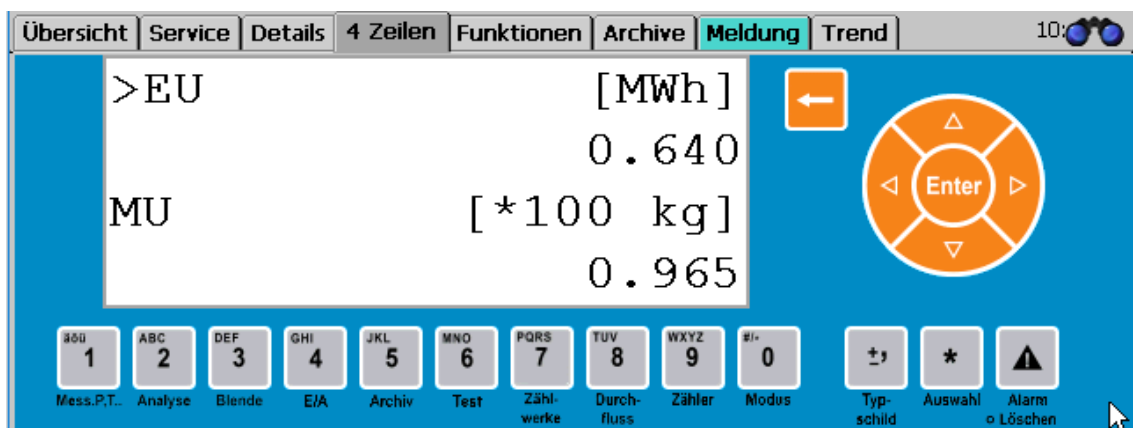 Übersicht Service Details 4 Zeilen Funktionen Archive Meldung Trend 10:
>EU [MWh]
0.640
MU [*100 kg]
0.965
Enter
äöü ABC DEF GHI JKL MNO PQRS TUV WXYZ #/-
1 2 3 4 5 6 7 8 9 0 ±, *
Mess.P,T.. Analyse Blende E/A Archiv Test Zähl- Durch- Zähler Modus Typ- Auswahl Alarm
werke fluss schild o Löschen